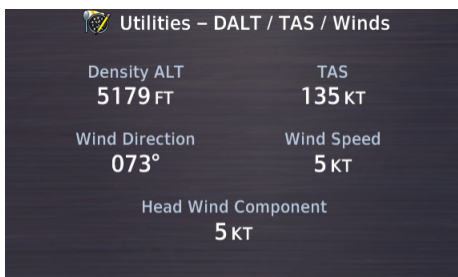 Utilities – DALT / TAS / Winds
Density ALT TAS
5179 FT 135 KT
Wind Direction Wind Speed
073° 5 KT
Head Wind Component
5 KT